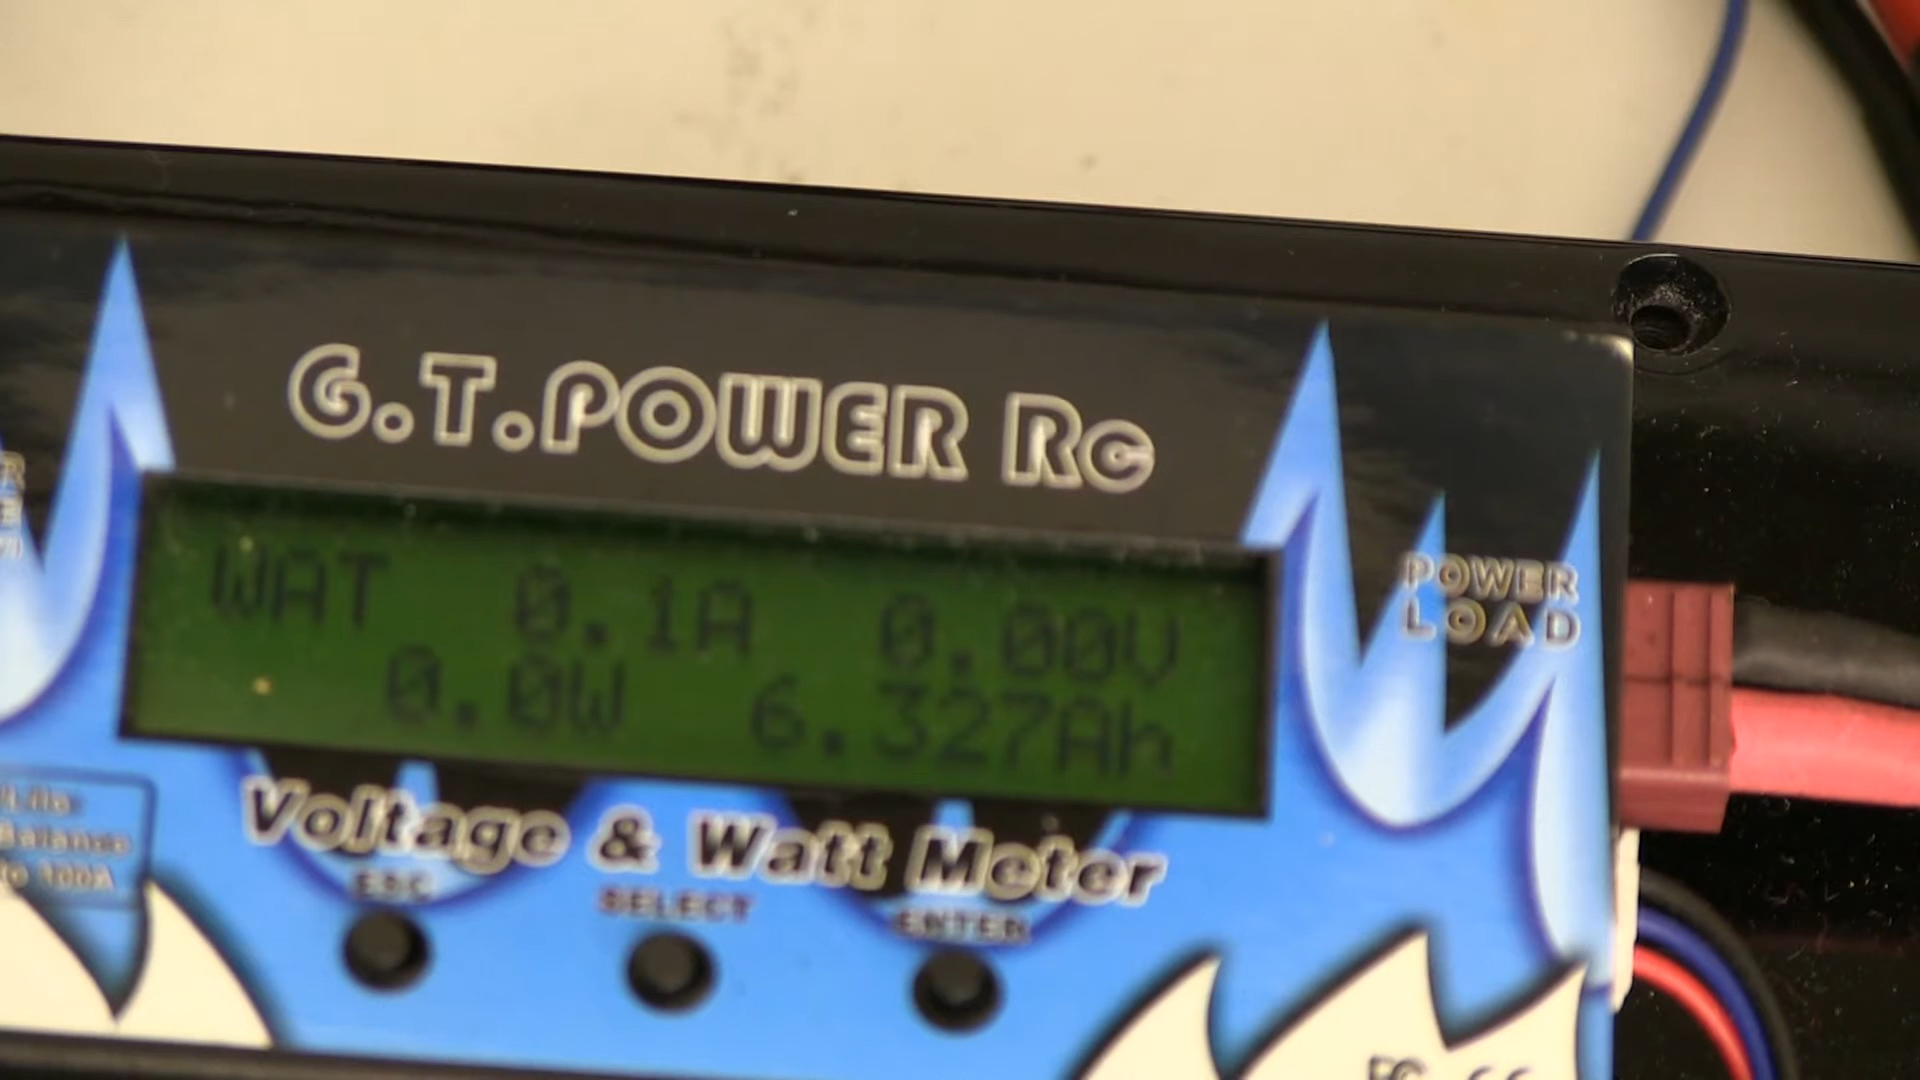 G.T.POWER RC
WAT 0.1A 0.00V
0.0W 6.327Ah
POWER
LOAD
Voltage & Watt Meter
ESC SELECT ENTER
Balance